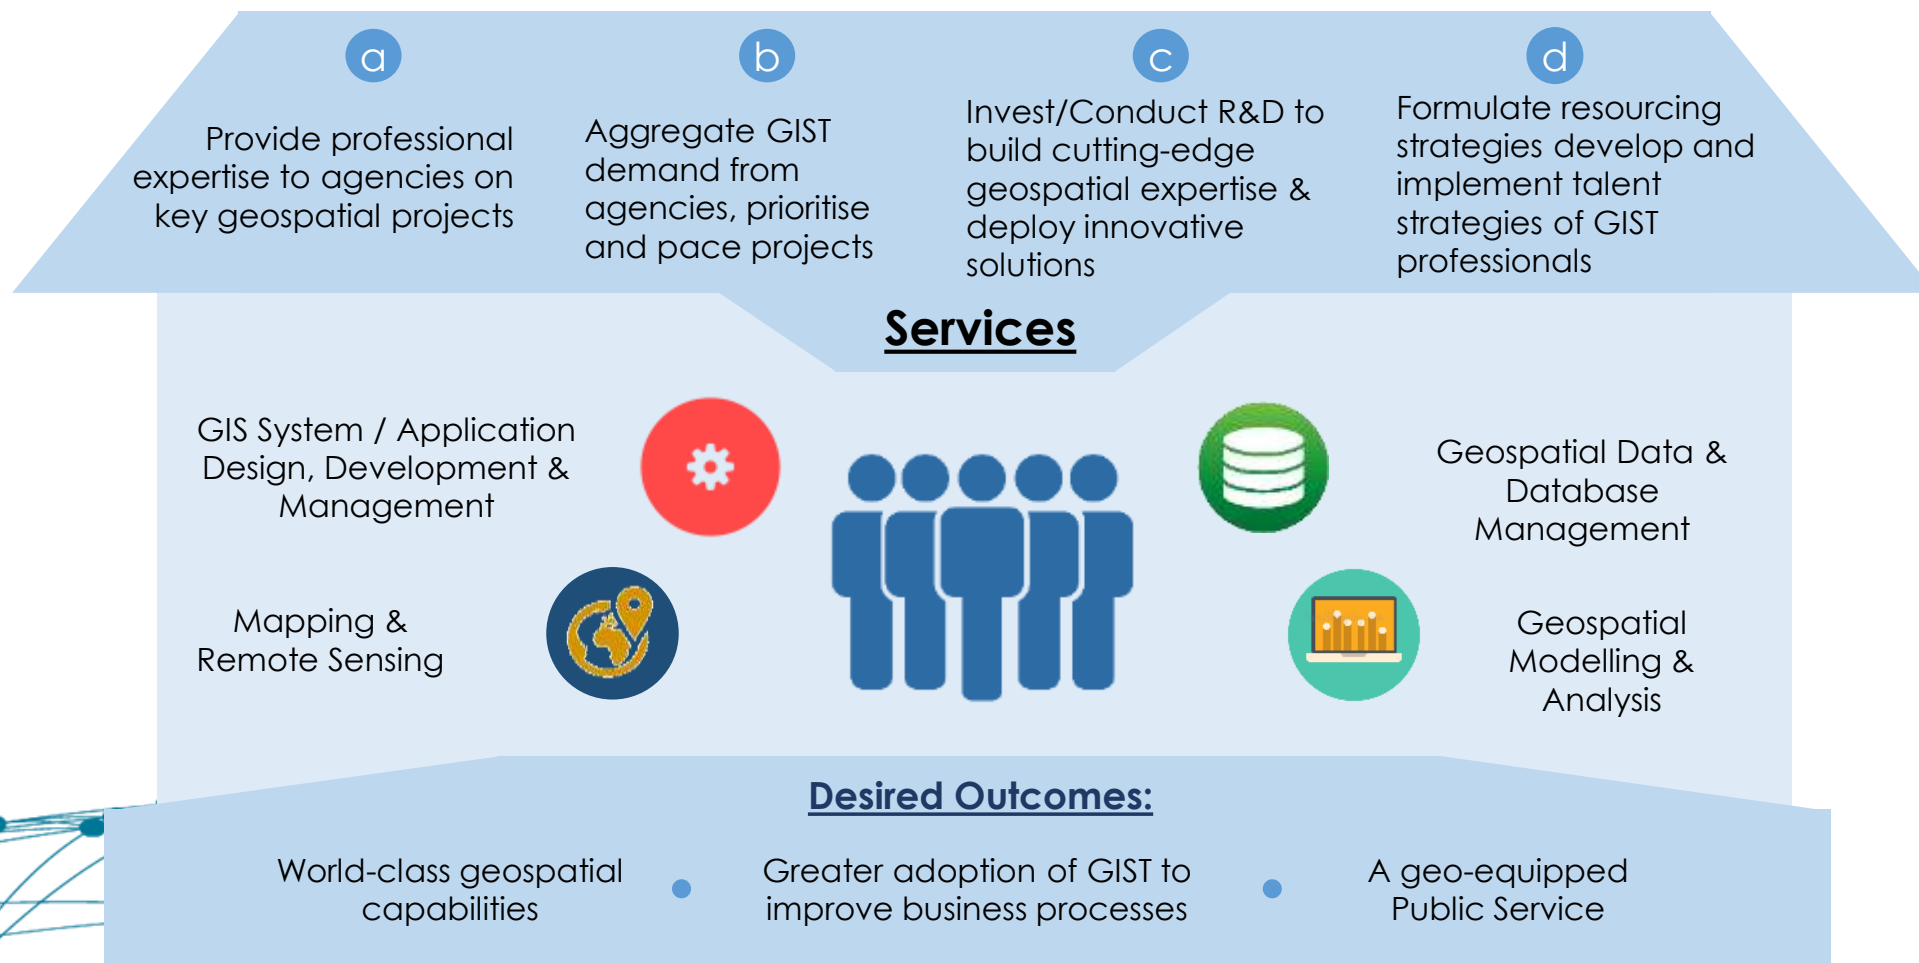 a
Provide professional
expertise to agencies on
key geospatial projects
b
Aggregate GIST
demand from
agencies, prioritise
and pace projects
c
Invest/Conduct R&D to
build cutting-edge
geospatial expertise &
deploy innovative
solutions
d
Formulate resourcing
strategies develop and
implement talent
strategies of GIST
professionals
Services
GIS System / Application
Design, Development &
Management
Mapping &
Remote Sensing
Geospatial Data &
Database
Management
Geospatial
Modelling &
Analysis
Desired Outcomes:
World-class geospatial
capabilities
Greater adoption of GIST to
improve business processes
A geo-equipped
Public Service